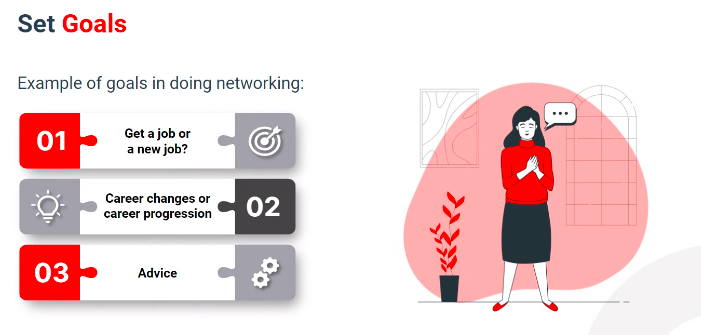 Set Goals
Example of goals in doing networking:
01
Get a job or
a new job?
Career changes or
career progression
02
03
Advice